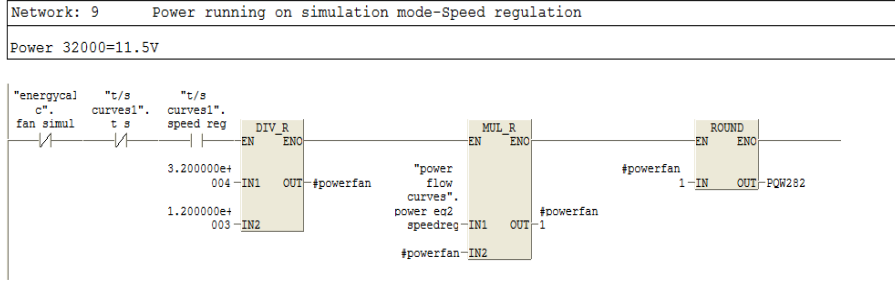 Network: 9 Power running on simulation mode-Speed regulation
Power 32000=11.5V
"energycal "t/s "t/s
c". curves1". curves1".
fan simul t s speed reg DIV_R MUL_R ROUND
EN ENO EN ENO EN ENO
3.200000e+ "power #powerfan
004 IN1 OUT #powerfan flow 1 IN OUT PQW282
curves".
1.200000e+ power eq2 #powerfan
003 IN2 speedreg IN1 OUT 1
#powerfan IN2